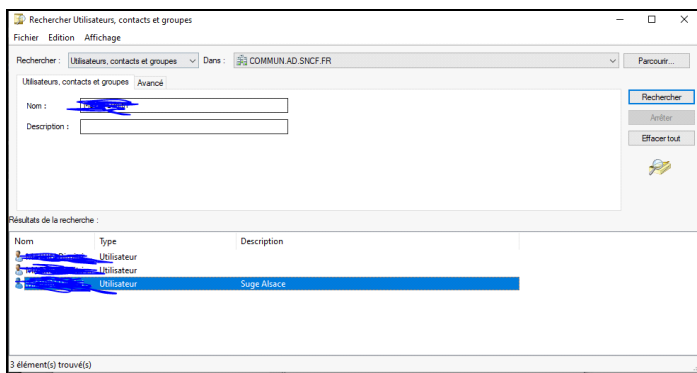 Rechercher Utilisateurs, contacts et groupes
Fichier Edition Affichage
Rechercher : Utilisateurs, contacts et groupes Dans : COMMUN.AD.SNCF.FR Parcourir...
Utilisateurs, contacts et groupes Avancé
Rechercher
Nom :
Arrêter
Description :
Effacer tout
Résultats de la recherche :
Nom Type Description
Utilisateur
Utilisateur
Utilisateur Suge Alsace
3 élément(s) trouvé(s)